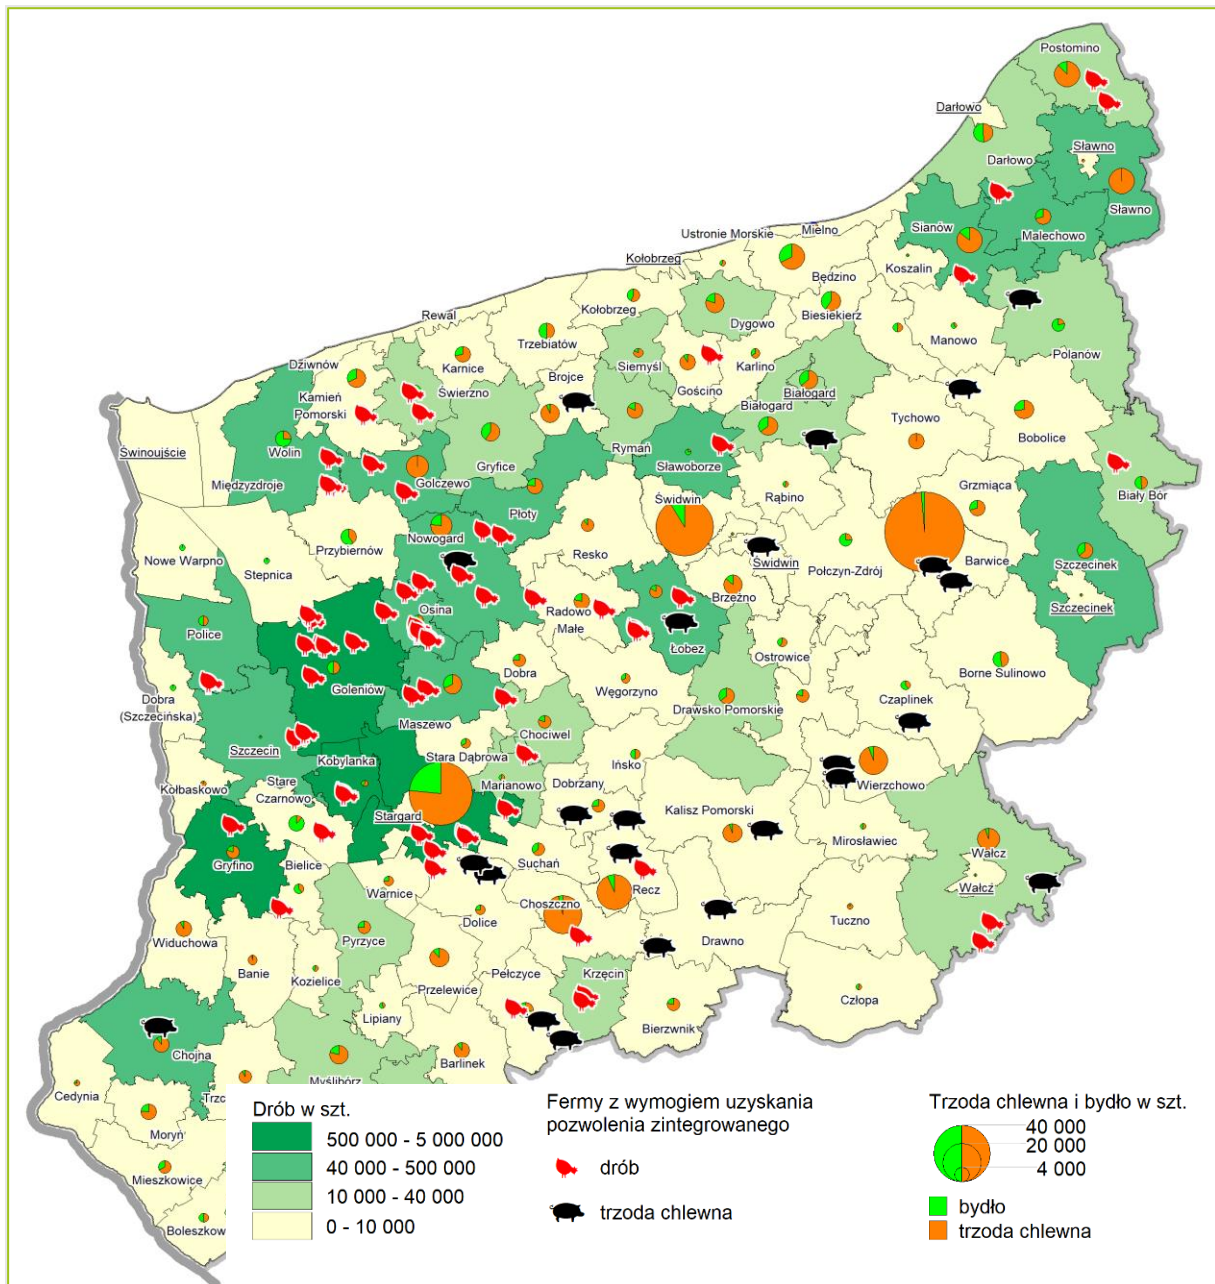 Postomino
Darłowo
Sławno
Darłowo
Sławno
Sianów
Malechowo
Mielno
Ustronie Morskie
Kołobrzeg
Będzino
Koszalin
Kołobrzeg
Dygowo
Biesiekierz
Manowo
Polanów
Rewal
Trzebiatów
Dziwnów
Karnice
Siemyśl
Gościno
Karlino
Brojce
Kamień
Pomorski
Świerzno
Białogard
Białogard
Tychowo
Bobolice
Świnoujście
Międzyzdroje
Wolin
Golczewo
Gryfice
Rymań
Sławoborze
Rąbino
Grzmiąca
Biały Bór
Płoty
Świdwin
Nowe Warpno
Stepnica
Przybiernów
Nowogard
Resko
Świdwin
Połczyn-Zdrój
Barwice
Szczecinek
Szczecinek
Police
Osina
Radowo
Małe
Brzeżno
Łobez
Ostrowice
Borne Sulinowo
Dobra
(Szczecińska)
Goleniów
Maszewo
Dobra
Węgorzyno
Drawsko Pomorskie
Czaplinek
Szczecin
Kobylanka
Stara Dąbrowa
Chociwel
Marianowo
Dobrzany
Ińsko
Kołbaskowo
Stare
Czarnowo
Stargard
Kalisz Pomorski
Wierzchowo
Mirosławiec
Wałcz
Wałcz
Gryfino
Bielice
Warnice
Suchań
Recz
Choszczno
Dolice
Drawno
Tuczno
Widuchowa
Banie
Pyrzyce
Kozielice
Przelewice
Pełczyce
Krzęcin
Lipiany
Bierzwnik
Człopa
Chojna
Myślibórz
Barlinek
Cedynia
Trzc
Moryń
Mieszkowice
Boleszkow
Drób w szt.
500 000 - 5 000 000
40 000 - 500 000
10 000 - 40 000
0 - 10 000
Fermy z wymogiem uzyskania
pozwolenia zintegrowanego
drób
trzoda chlewna
Trzoda chlewna i bydło w szt.
40 000
20 000
4 000
bydło
trzoda chlewna